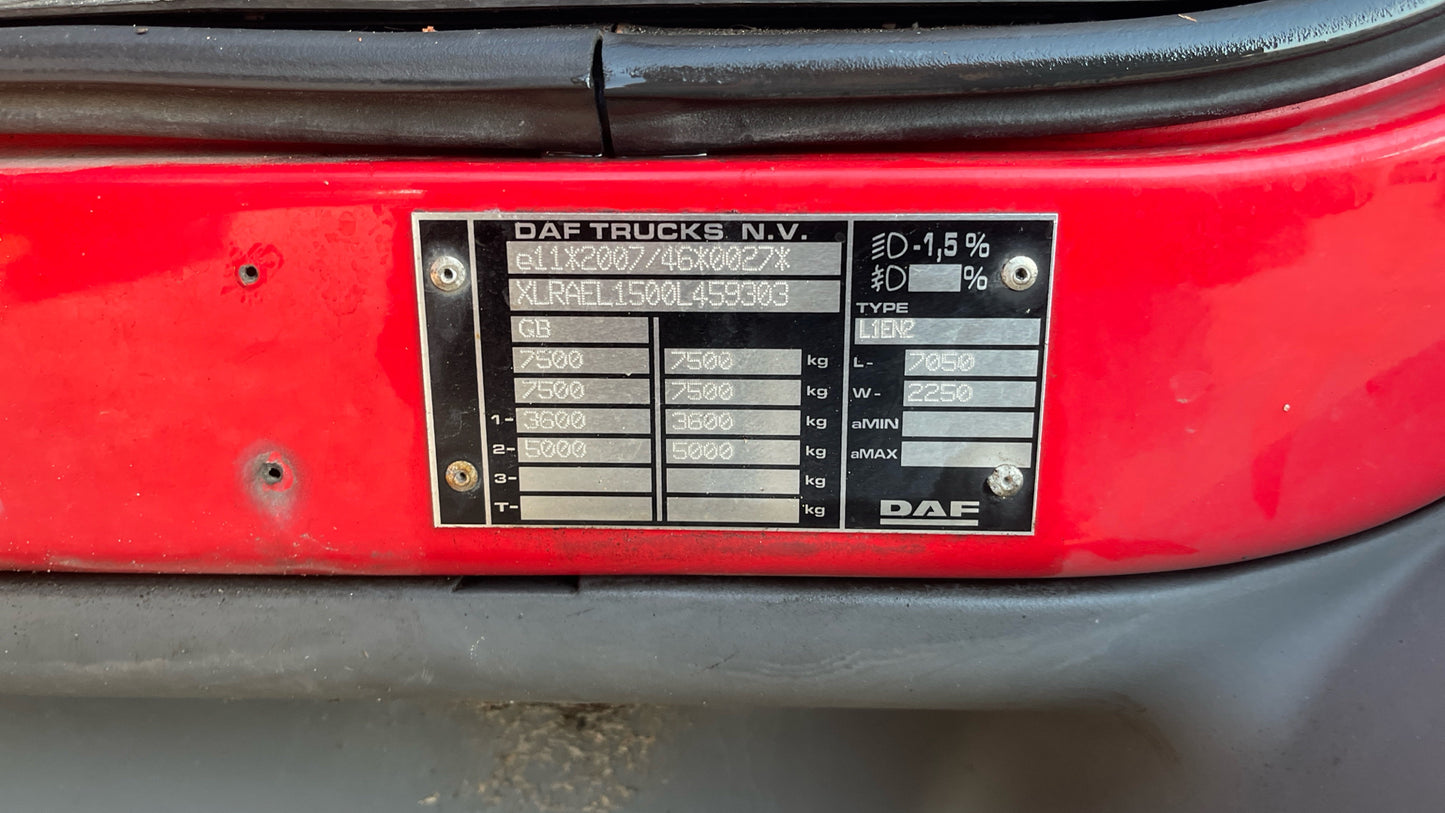 DAF TRUCKS N.V.
e11*2007/46*0027*
XLRAEL1500L459303
GB
7500 7500 kg
7500 7500 kg
1- 3600 3600 kg
2- 5000 5000 kg
3- kg
T- kg
-1,5 %
%
TYPE
L1EN2
L- 7050
W- 2250
aMIN
aMAX
DAF